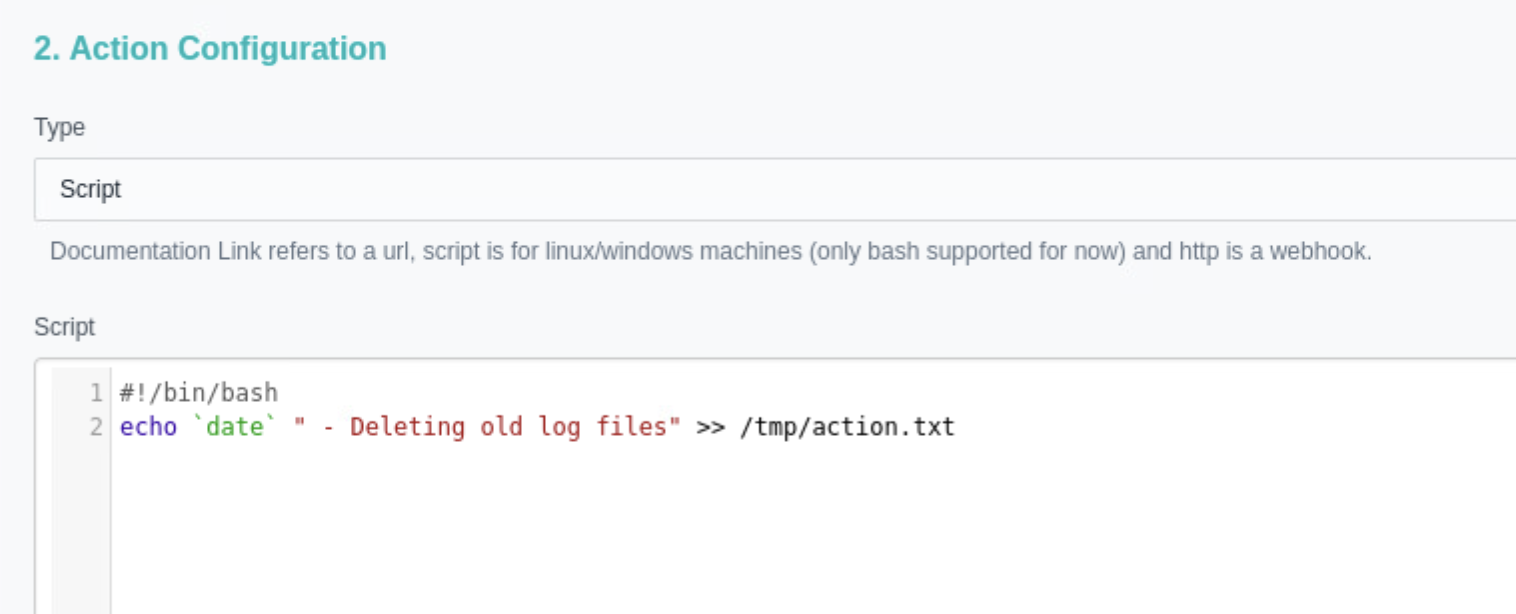 2. Action Configuration
Type
Script
Documentation Link refers to a url, script is for linux/windows machines (only bash supported for now) and http is a webhook.
Script
1 #!/bin/bash
2 echo `date` " - Deleting old log files" >> /tmp/action.txt